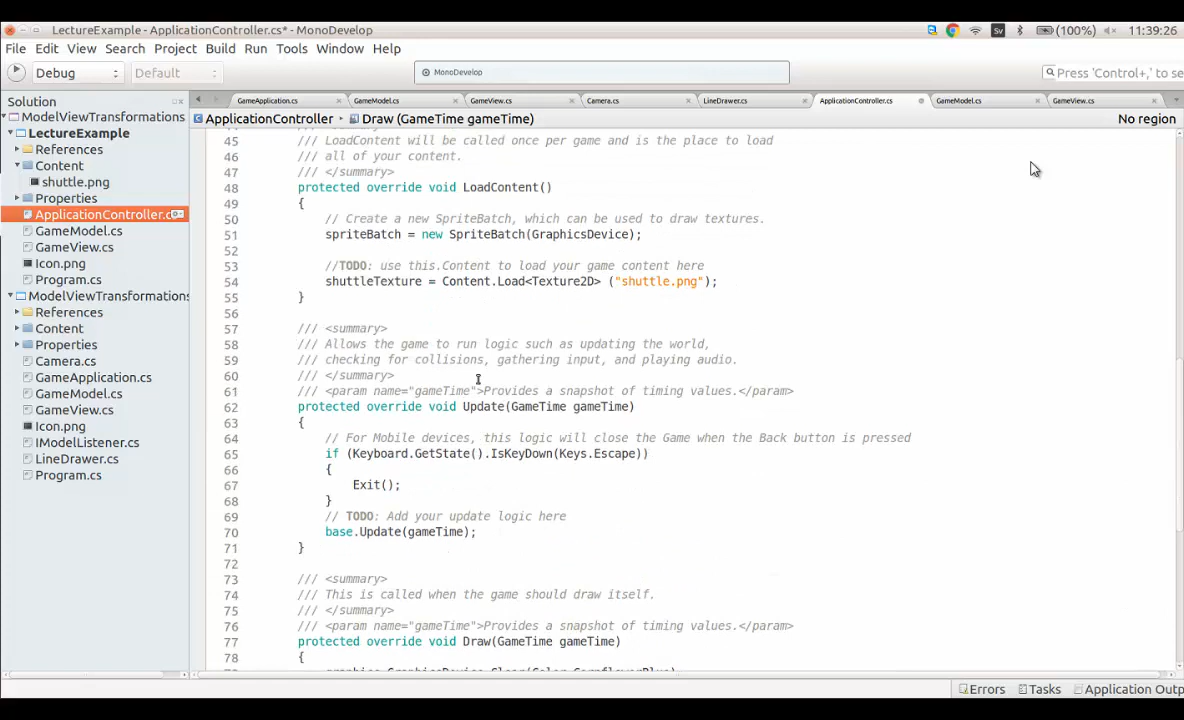 LectureExample - ApplicationController.cs* - MonoDevelop
Sv
(100%)
11:39:26
File Edit View Search Project Build Run Tools Window Help
Debug
Default
MonoDevelop
Press 'Control+,' to se
Solution
GameApplication.cs
GameModel.cs
GameView.cs
Camera.cs
LineDrawer.cs
ApplicationController.cs
GameModel.cs
GameView.cs
ModelViewTransformations
LectureExample
References
Content
shuttle.png
Properties
ApplicationController.c
GameModel.cs
GameView.cs
Icon.png
Program.cs
ModelViewTransformations
References
Content
Properties
Camera.cs
GameApplication.cs
GameModel.cs
GameView.cs
Icon.png
IModelListener.cs
LineDrawer.cs
Program.cs
ApplicationController
Draw (GameTime gameTime)
No region
45 /// LoadContent will be called once per game and is the place to load
46 /// all of your content.
47 /// </summary>
48 protected override void LoadContent()
49 {
50 // Create a new SpriteBatch, which can be used to draw textures.
51 spriteBatch = new SpriteBatch(GraphicsDevice);
52
53 //TODO: use this.Content to load your game content here
54 shuttleTexture = Content.Load<Texture2D> ("shuttle.png");
55 }
56
57 /// <summary>
58 /// Allows the game to run logic such as updating the world,
59 /// checking for collisions, gathering input, and playing audio.
60 /// </summary>
61 /// <param name="gameTime">Provides a snapshot of timing values.</param>
62 protected override void Update(GameTime gameTime)
63 {
64 // For Mobile devices, this logic will close the Game when the Back button is pressed
65 if (Keyboard.GetState().IsKeyDown(Keys.Escape))
66 {
67 Exit();
68 }
69 // TODO: Add your update logic here
70 base.Update(gameTime);
71 }
72
73 /// <summary>
74 /// This is called when the game should draw itself.
75 /// </summary>
76 /// <param name="gameTime">Provides a snapshot of timing values.</param>
77 protected override void Draw(GameTime gameTime)
78 {
Errors
Tasks
Application Outp